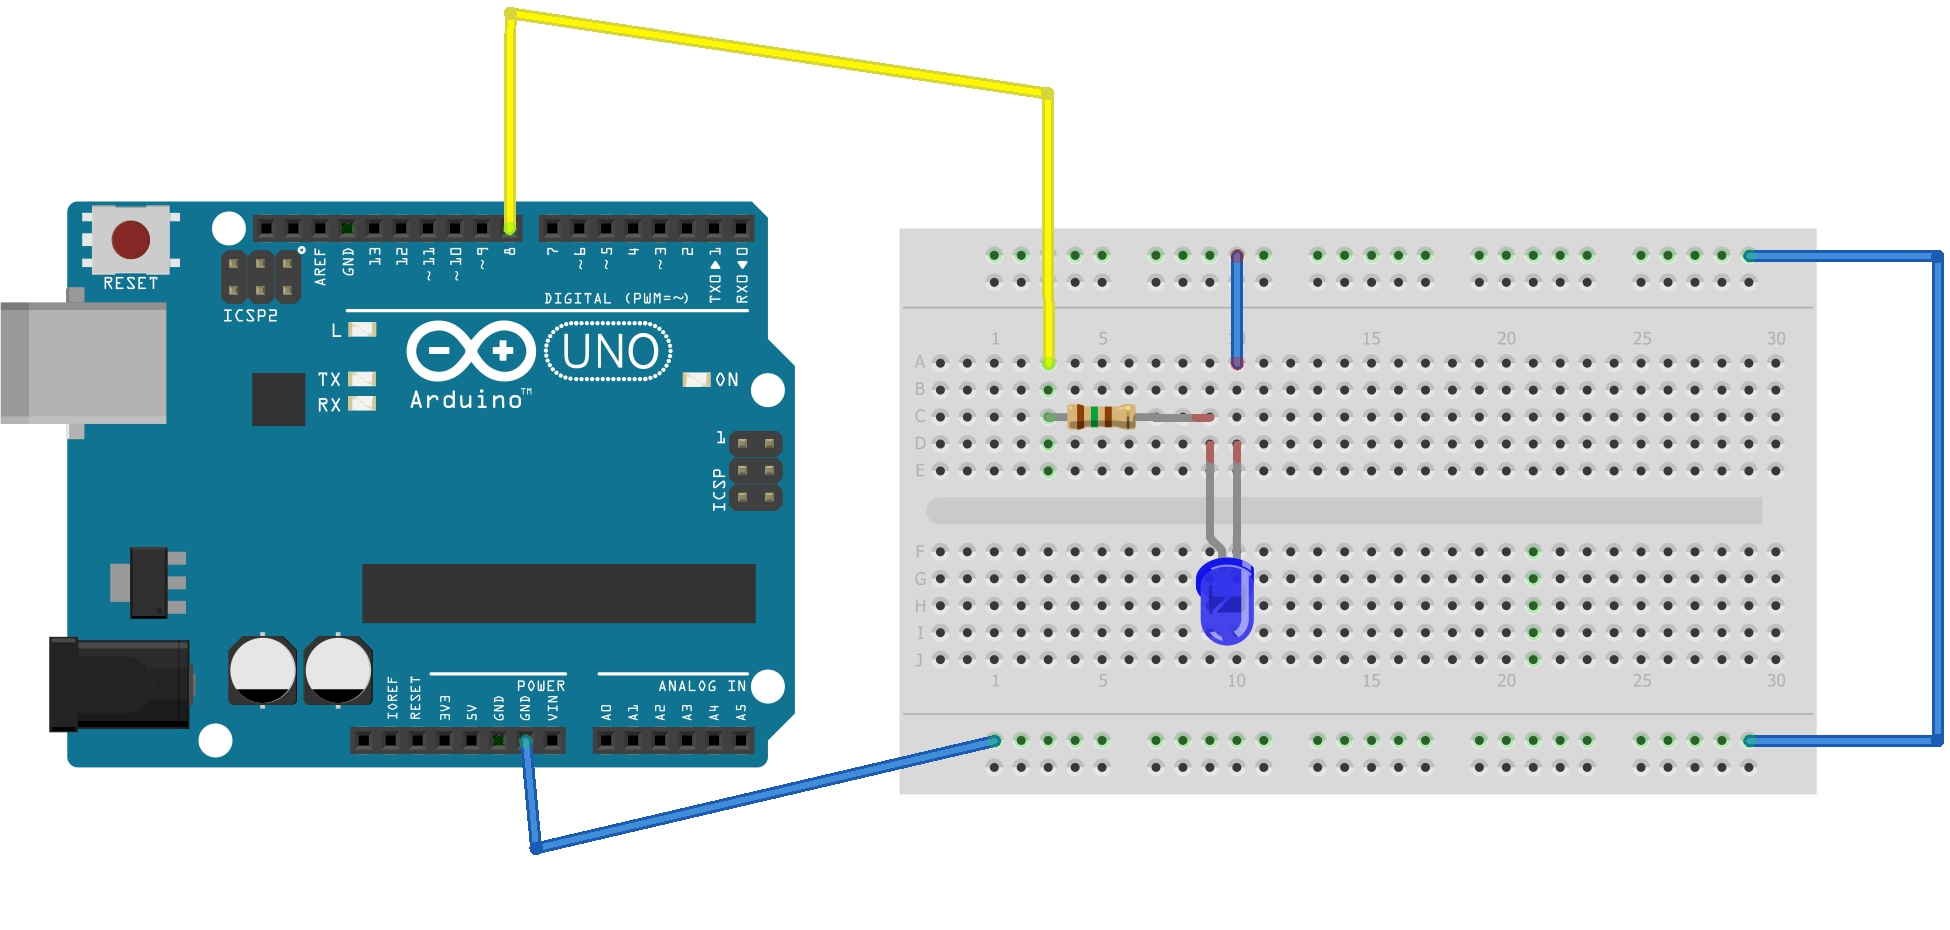 RESET
ICSP2
AREF
GND
13
12
~11
~10
~9
8
7
~6
~5
4
~3
2
TX0▶1
RX0◀0
DIGITAL (PWM=~)
L
TX
RX
UNO
Arduino™
ON
1
ICSP
POWER
ANALOG IN
IOREF
RESET
3V3
5V
GND
GND
VIN
A0
A1
A2
A3
A4
A5
1 5 15 20 25 30
A
B
C
D
E
F
G
H
I
J
1 5 10 15 20 25 30